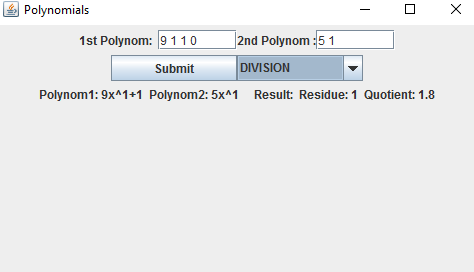 Polynomials
1st Polynom: 9 1 1 0 2nd Polynom : 5 1
Submit DIVISION
Polynom1: 9x^1+1 Polynom2: 5x^1 Result: Residue: 1 Quotient: 1.8